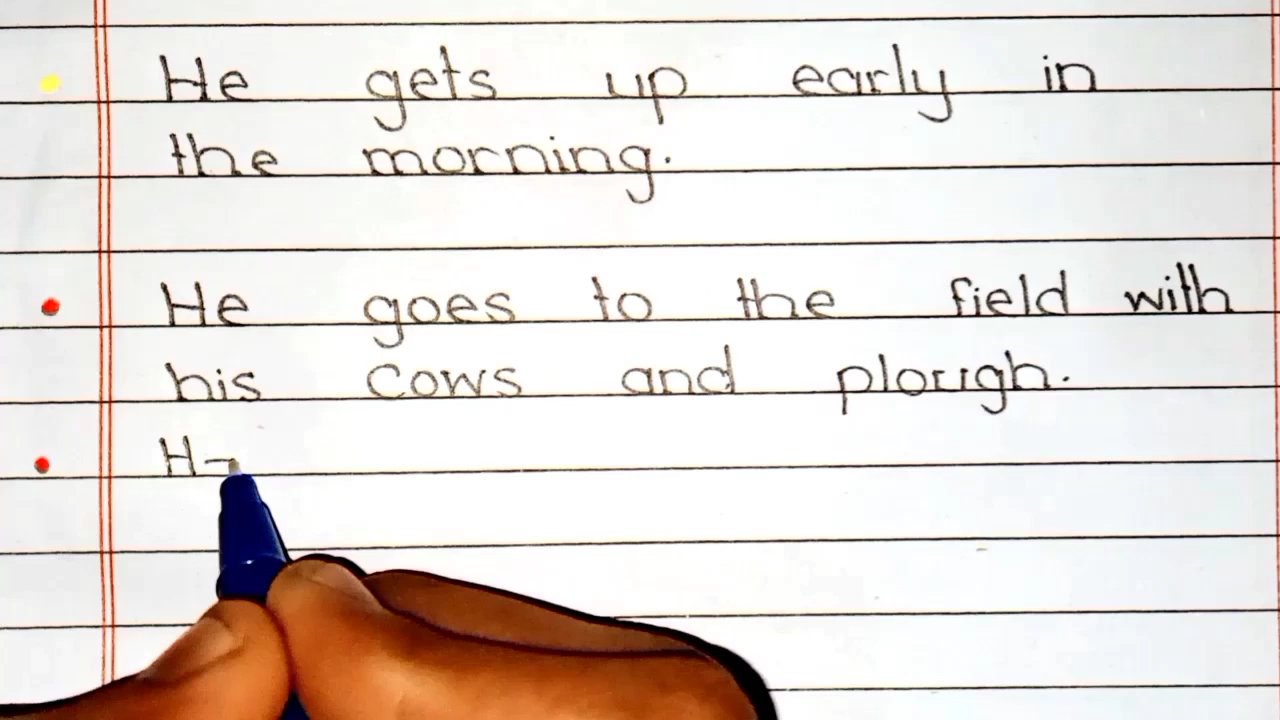 He gets up early in
the morning.
He goes to the field with
his cows and plough.
H